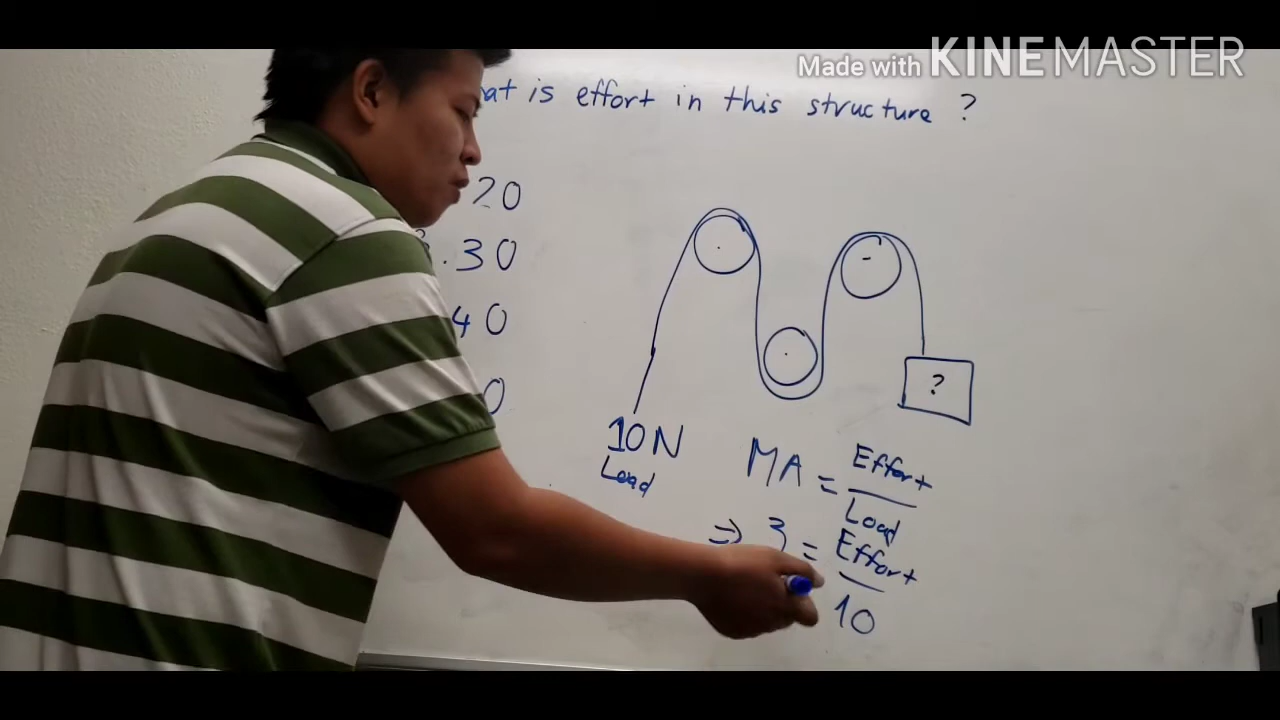 Made with KINEMASTER
is effort in this structure ?
20
.30
40
0
?
10N
Load
MA = Effort
Load
⇒ 3 = Effort
10